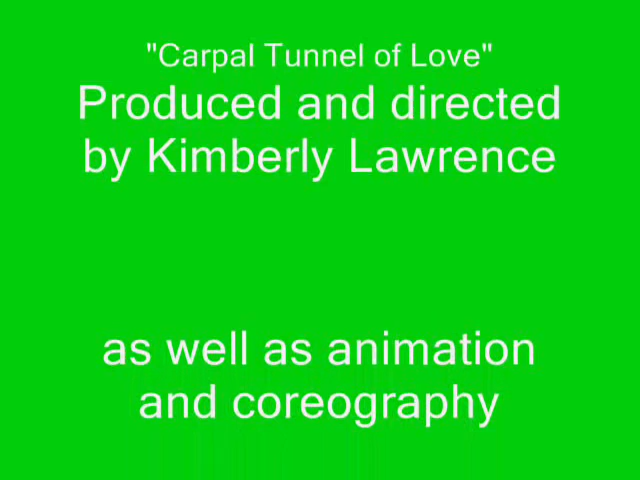 "Carpal Tunnel of Love"
Produced and directed
by Kimberly Lawrence
as well as animation
and coreography